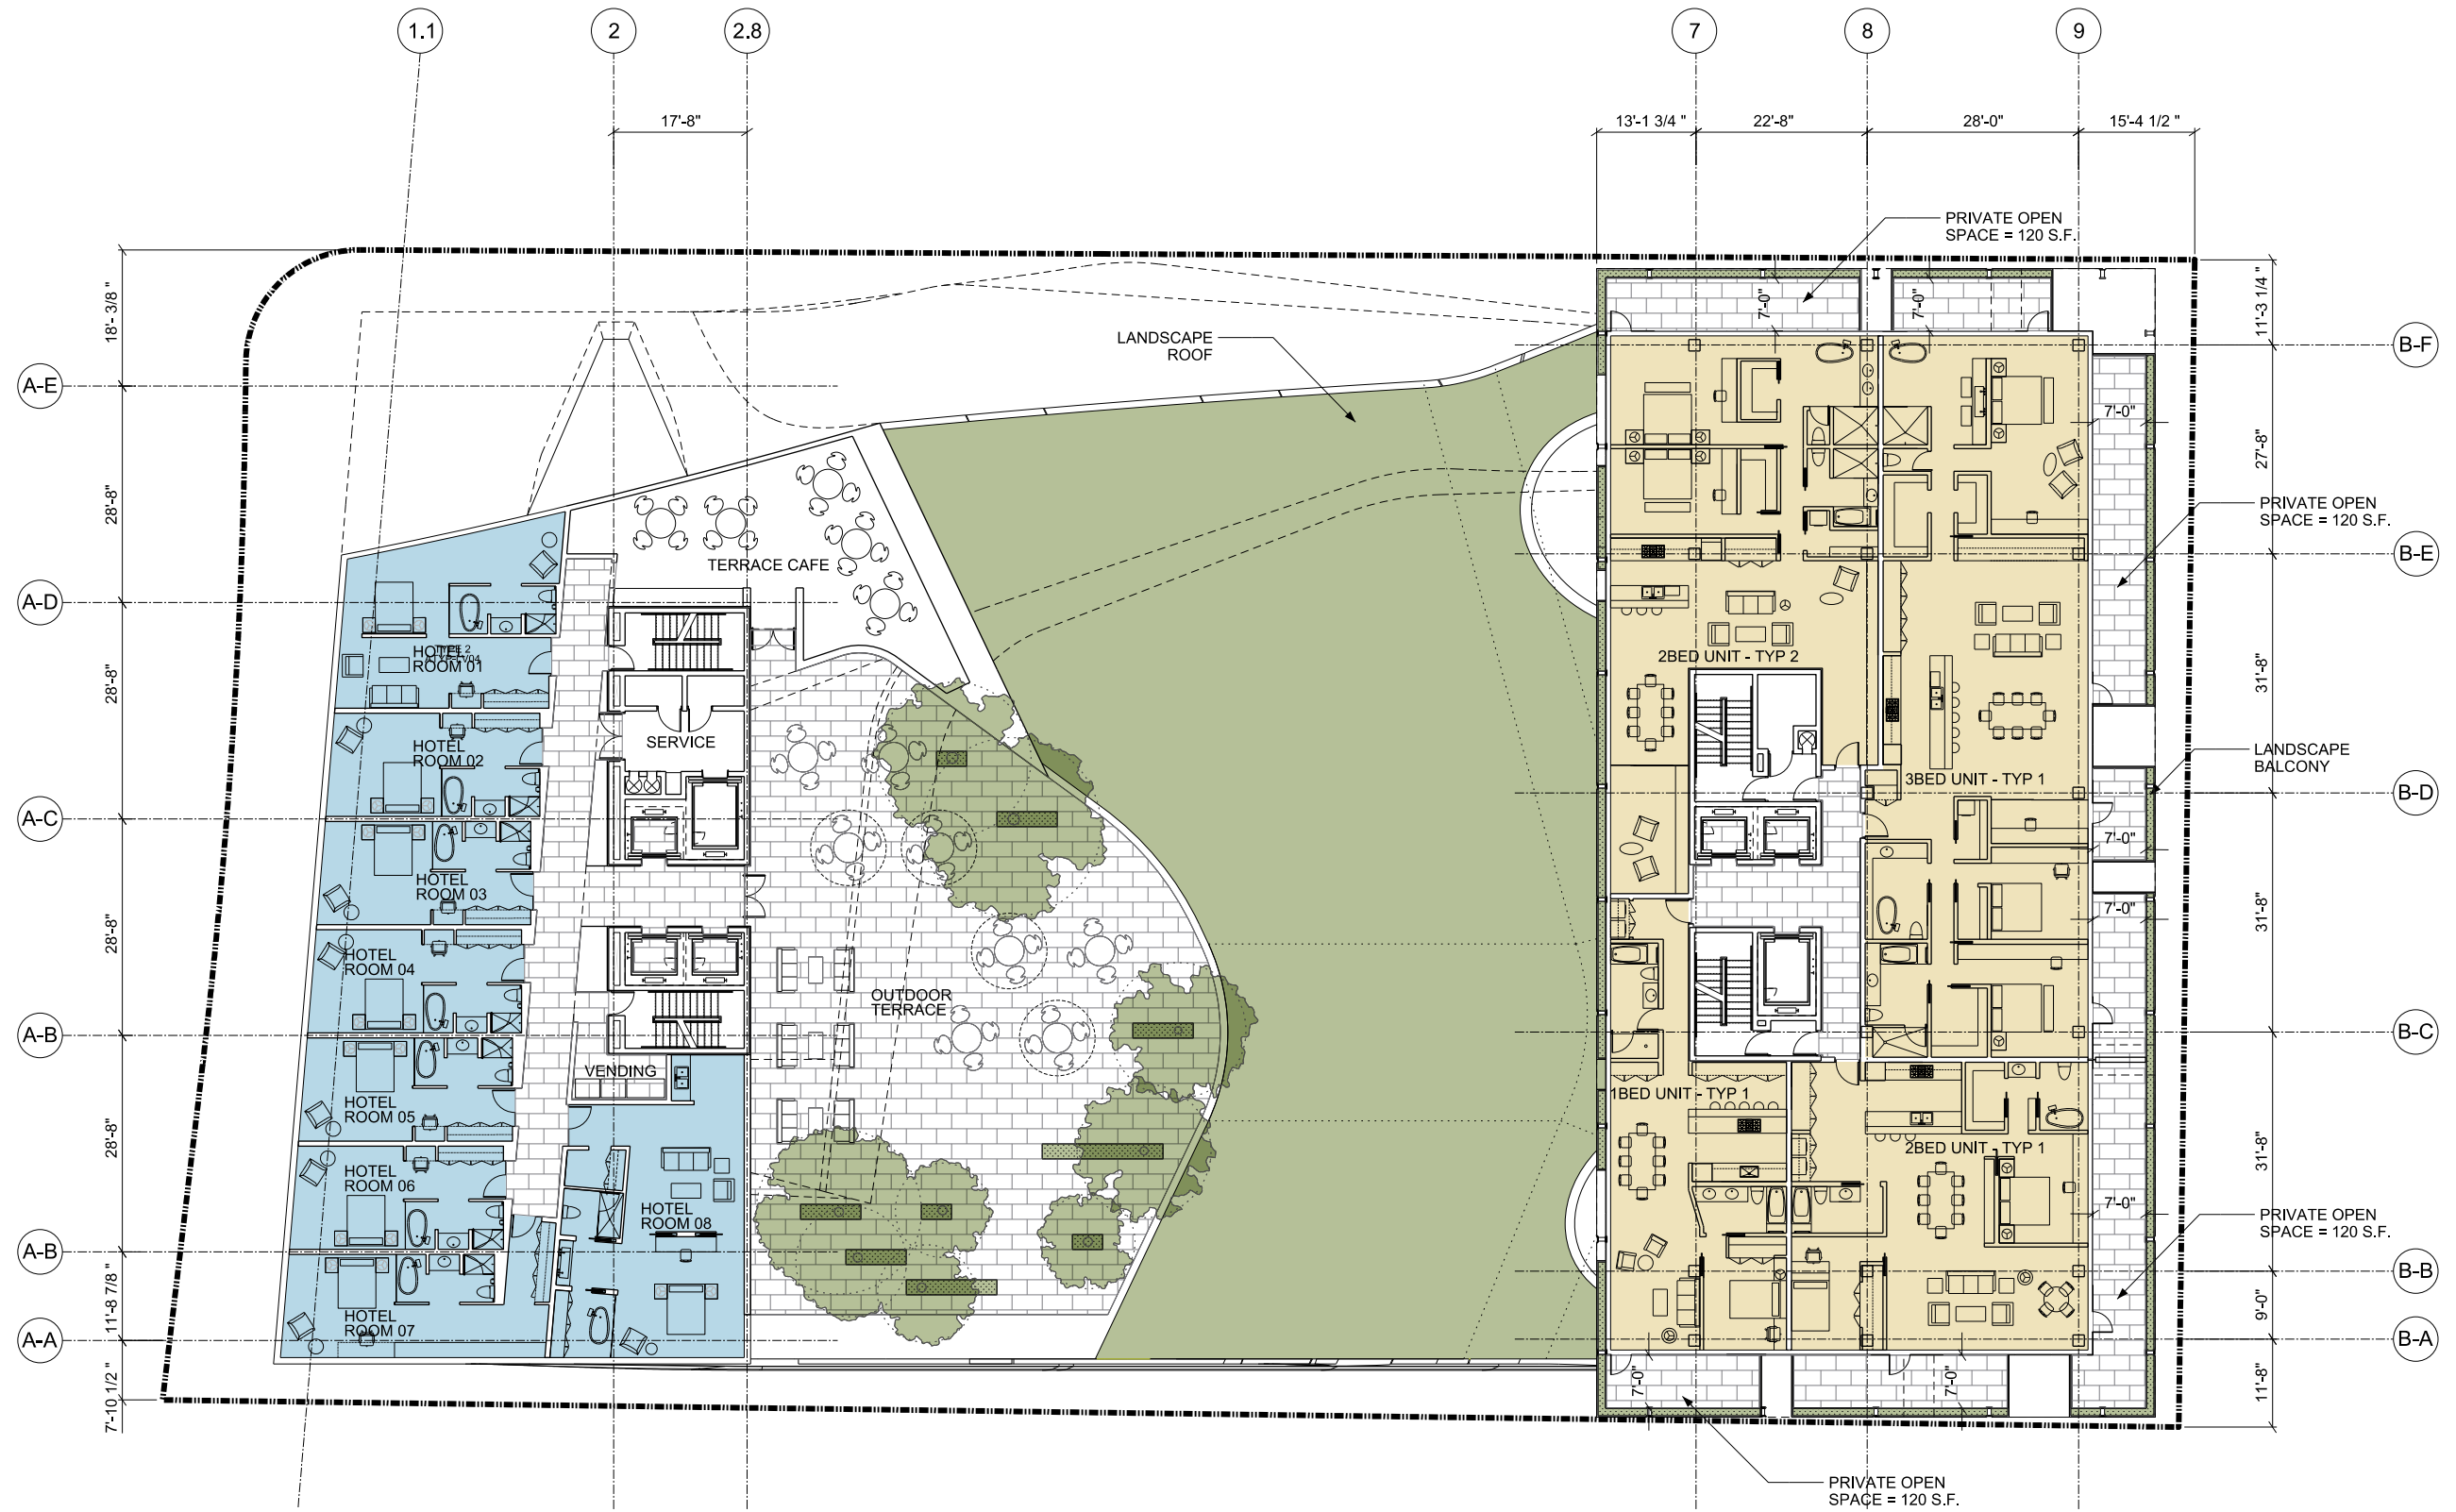 1.1
2
2.8
7
8
9
17'-8"
13'-1 3/4 "
22'-8"
28'-0"
15'-4 1/2 "
PRIVATE OPEN
SPACE = 120 S.F.
18'- 3/8 "
11'-3 1/4 "
7'-0"
7'-0"
LANDSCAPE
ROOF
B-F
A-E
7'-0"
27'-8"
28'-8"
PRIVATE OPEN
SPACE = 120 S.F.
TERRACE CAFE
B-E
A-D
HOTEL
ROOM 01
TYPE 2
2BED UNIT - TYP 2
28'-8"
31'-8"
HOTEL
ROOM 02
SERVICE
LANDSCAPE
BALCONY
3BED UNIT - TYP 1
B-D
A-C
7'-0"
HOTEL
ROOM 03
28'-8"
7'-0"
31'-8"
HOTEL
ROOM 04
OUTDOOR
TERRACE
A-B
B-C
VENDING
HOTEL
ROOM 05
1BED UNIT - TYP 1
28'-8"
31'-8"
2BED UNIT - TYP 1
HOTEL
ROOM 06
HOTEL
ROOM 08
7'-0"
PRIVATE OPEN
SPACE = 120 S.F.
A-B
B-B
11'-8 7/8 "
9'-0"
HOTEL
ROOM 07
A-A
B-A
7'-10 1/2 "
7'-0"
7'-0"
11'-8"
PRIVATE OPEN
SPACE = 120 S.F.